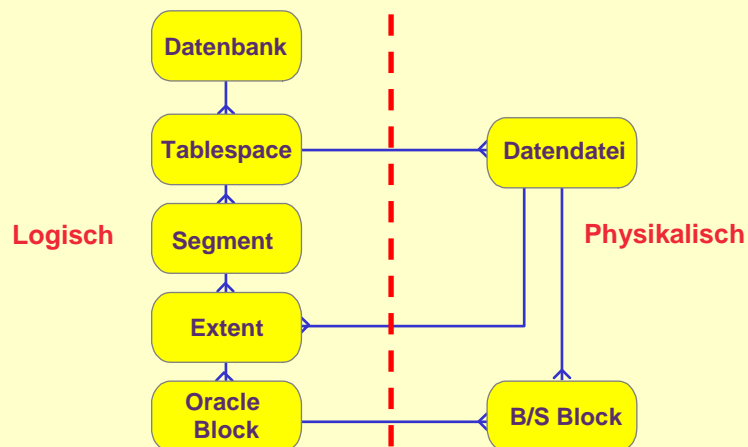 Datenbank
Tablespace
Datendatei
Logisch
Segment
Physikalisch
Extent
Oracle
Block
B/S Block